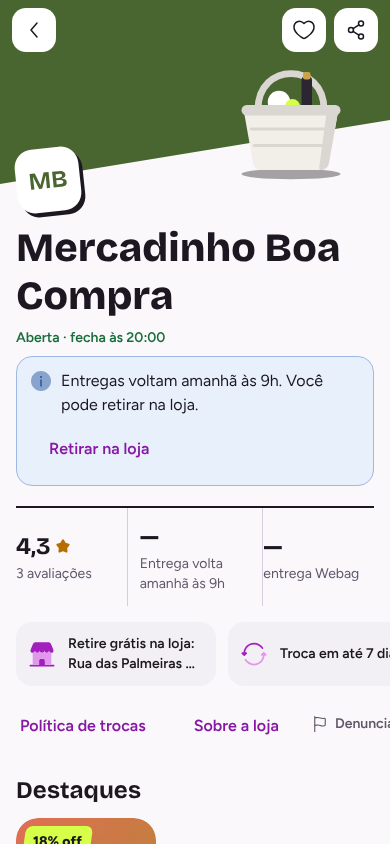 MB
Mercadinho Boa
Compra
Aberta · fecha às 20:00
Entregas voltam amanhã às 9h. Você
pode retirar na loja.
Retirar na loja
4,3
3 avaliações
—
Entrega volta
amanhã às 9h
—
entrega Webag
Retire grátis na loja:
Rua das Palmeiras ...
Troca em até 7 dia
Política de trocas
Sobre a loja
Denuncia
Destaques
18% off